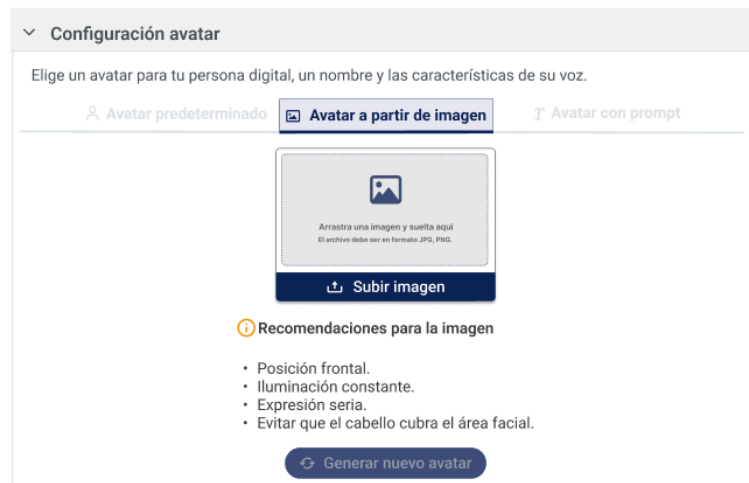 Configuración avatar
Elige un avatar para tu persona digital, un nombre y las características de su voz.
Avatar predeterminado
Avatar a partir de imagen
T Avatar con prompt
Arrastra una imagen y suelta aquí
El archivo debe ser en formato JPG, PNG.
Subir imagen
Recomendaciones para la imagen
• Posición frontal.
• Iluminación constante.
• Expresión seria.
• Evitar que el cabello cubra el área facial.
Generar nuevo avatar